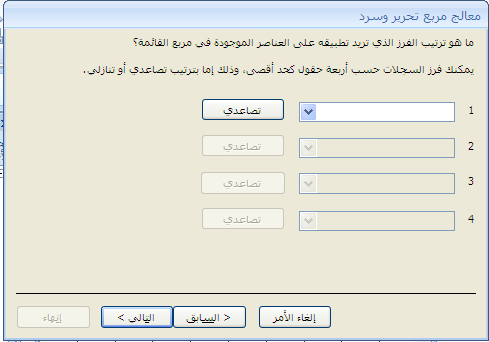 معالج مربع تحرير وسرد
ما هو ترتيب الفرز الذي تريد تطبيقه على العناصر الموجودة في مربع القائمة؟
يمكنك فرز السجلات حسب أربعة حقول كحد أقصى، وذلك إما بترتيب تصاعدي أو تنازلي.
1 تصاعدي
2 تصاعدي
3 تصاعدي
4 تصاعدي
إلغاء الأمر < السابق التالي > إنهاء